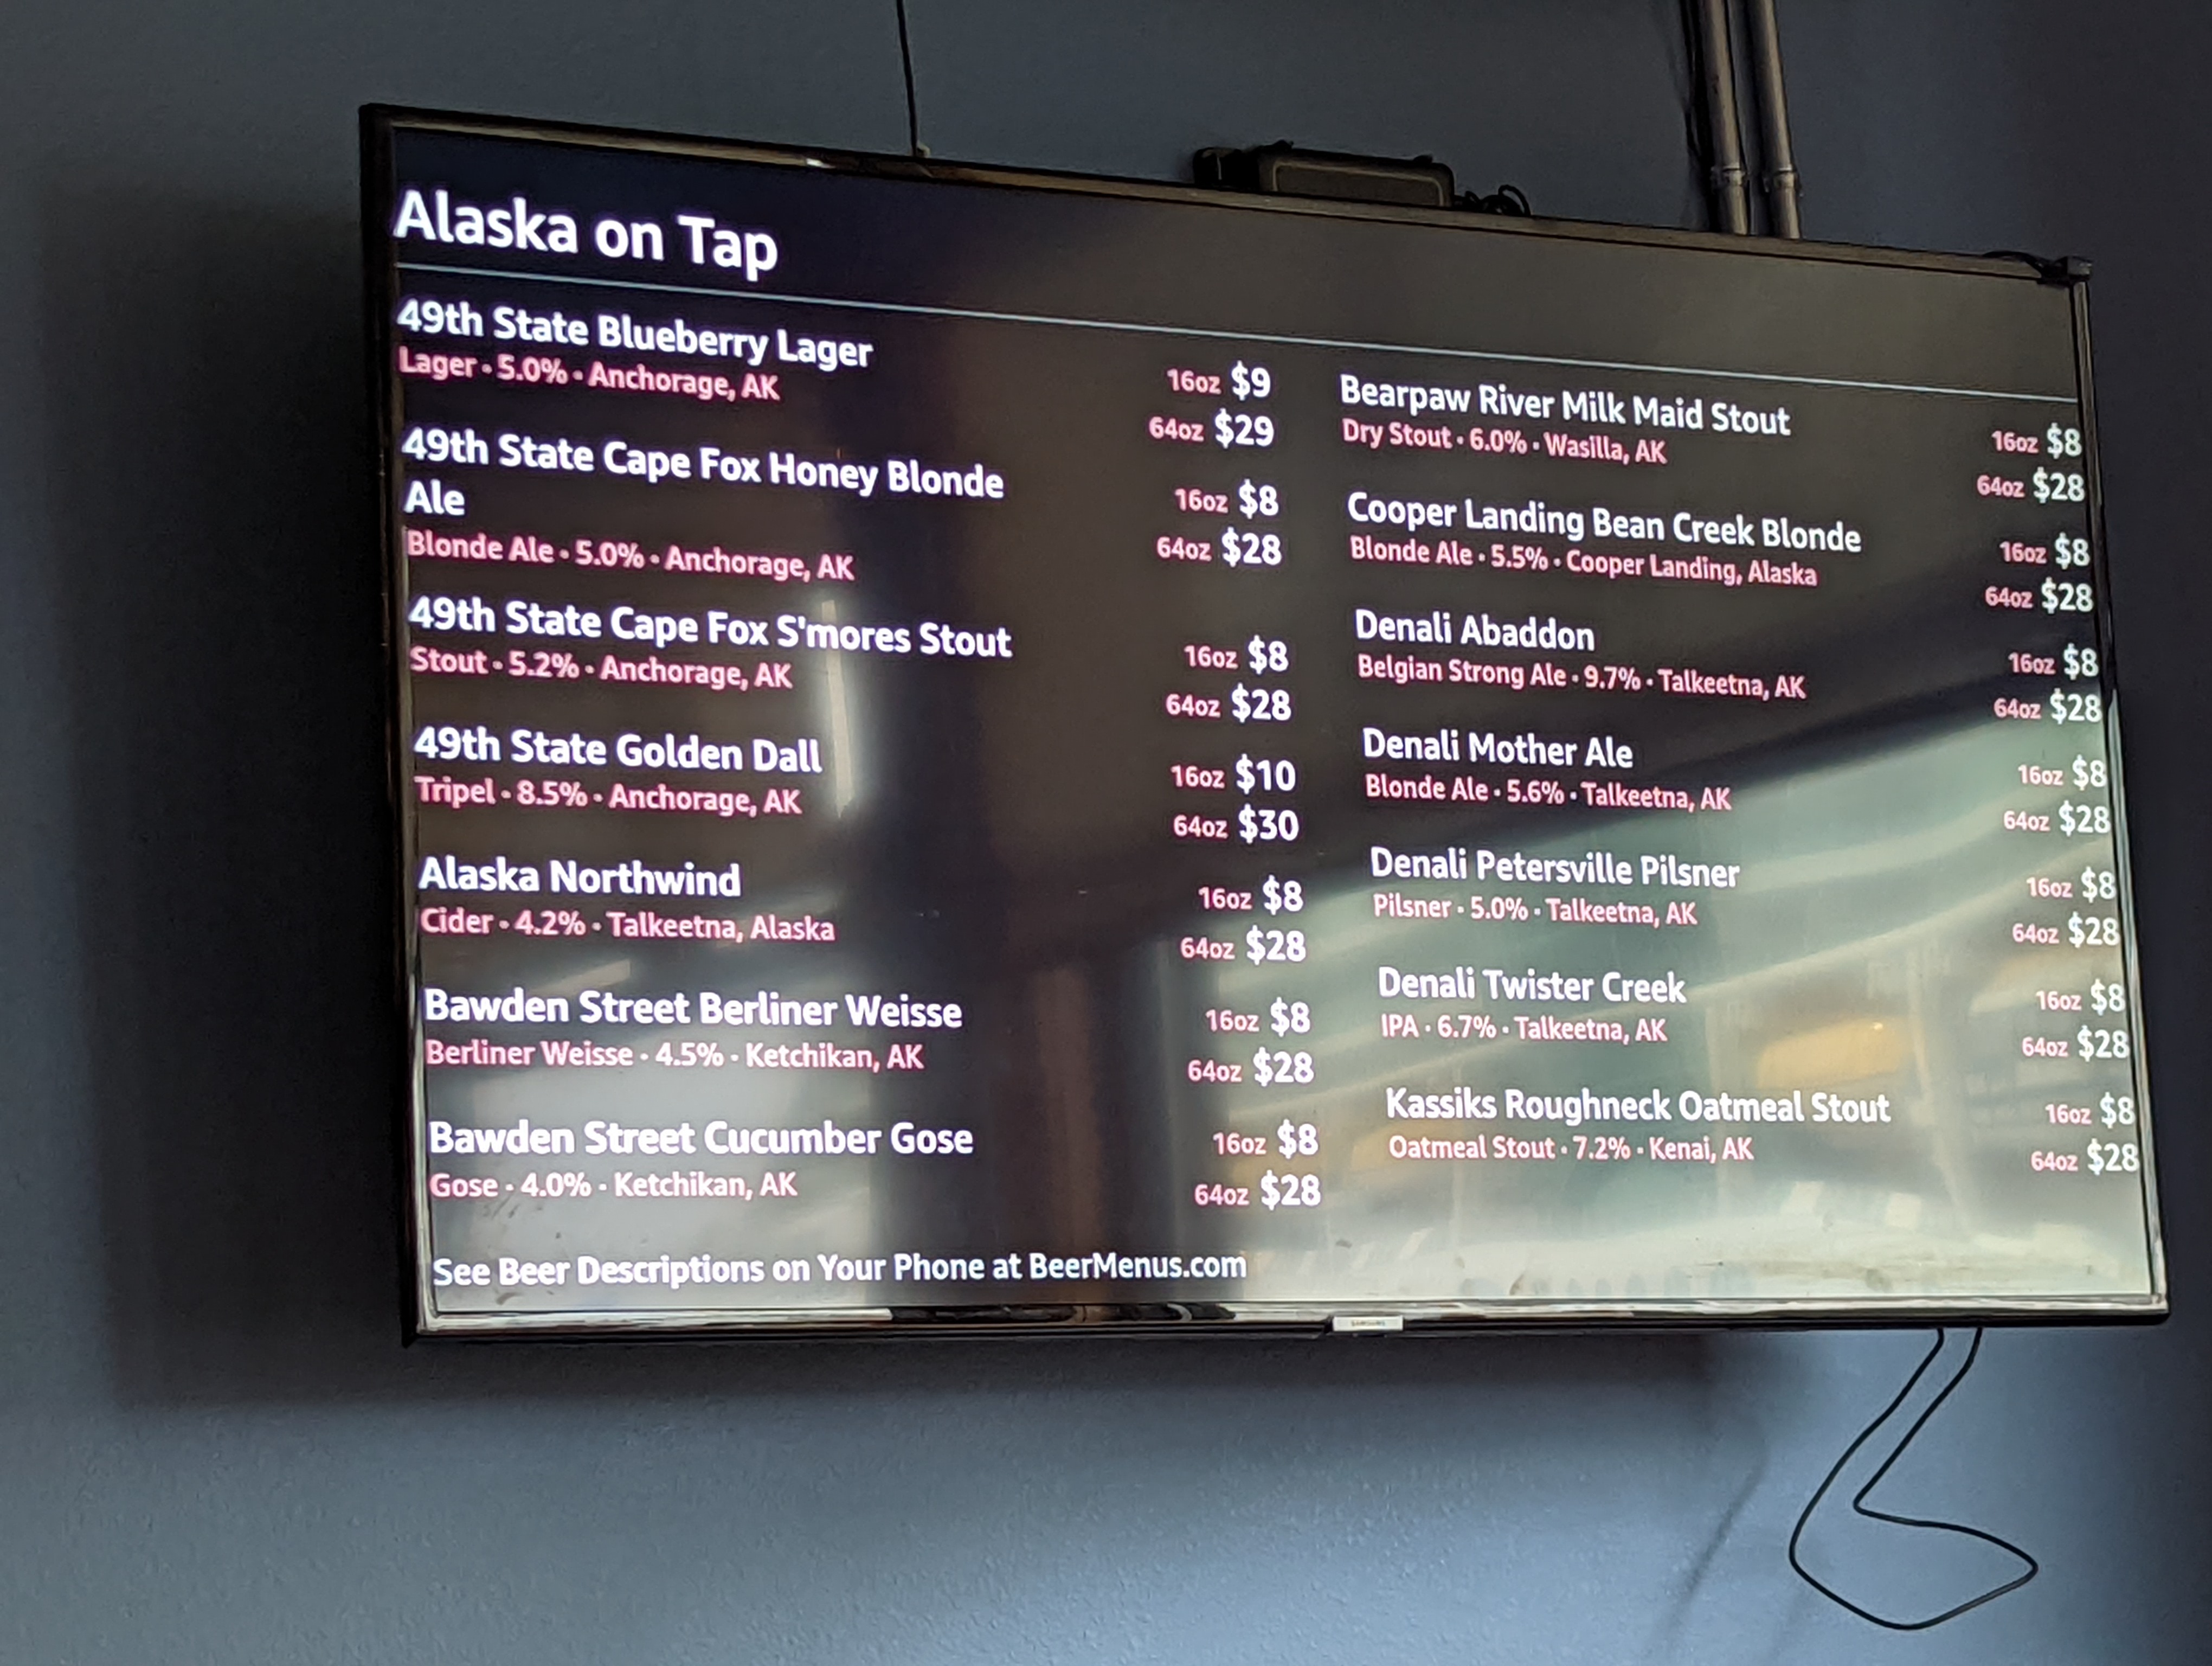 Alaska on Tap
49th State Blueberry Lager
Lager • 5.0% • Anchorage, AK
16oz $9
64oz $29
49th State Cape Fox Honey Blonde
Ale
Blonde Ale • 5.0% • Anchorage, AK
16oz $8
64oz $28
49th State Cape Fox S'mores Stout
Stout • 5.2% • Anchorage, AK
16oz $8
64oz $28
49th State Golden Dall
Tripel • 8.5% • Anchorage, AK
16oz $10
64oz $30
Alaska Northwind
Cider • 4.2% • Talkeetna, Alaska
16oz $8
64oz $28
Bawden Street Berliner Weisse
Berliner Weisse • 4.5% • Ketchikan, AK
16oz $8
64oz $28
Bawden Street Cucumber Gose
Gose • 4.0% • Ketchikan, AK
16oz $8
64oz $28
Bearpaw River Milk Maid Stout
Dry Stout • 6.0% • Wasilla, AK
16oz $8
64oz $28
Cooper Landing Bean Creek Blonde
Blonde Ale • 5.5% • Cooper Landing, Alaska
16oz $8
64oz $28
Denali Abaddon
Belgian Strong Ale • 9.7% • Talkeetna, AK
16oz $8
64oz $28
Denali Mother Ale
Blonde Ale • 5.6% • Talkeetna, AK
16oz $8
64oz $28
Denali Petersville Pilsner
Pilsner • 5.0% • Talkeetna, AK
16oz $8
64oz $28
Denali Twister Creek
IPA • 6.7% • Talkeetna, AK
16oz $8
64oz $28
Kassiks Roughneck Oatmeal Stout
Oatmeal Stout • 7.2% • Kenai, AK
16oz $8
64oz $28
See Beer Descriptions on Your Phone at BeerMenus.com
SAMSUNG